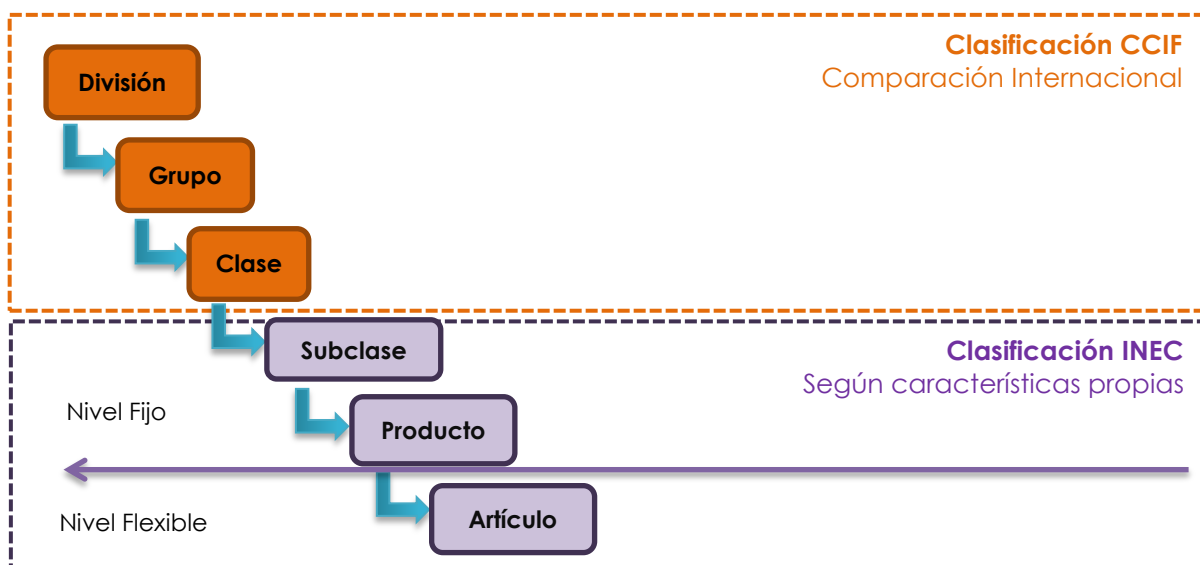 Clasificación CCIF
Comparación Internacional
División
Grupo
Clase
Subclase
Clasificación INEC
Según características propias
Nivel Fijo
Producto
Nivel Flexible
Artículo